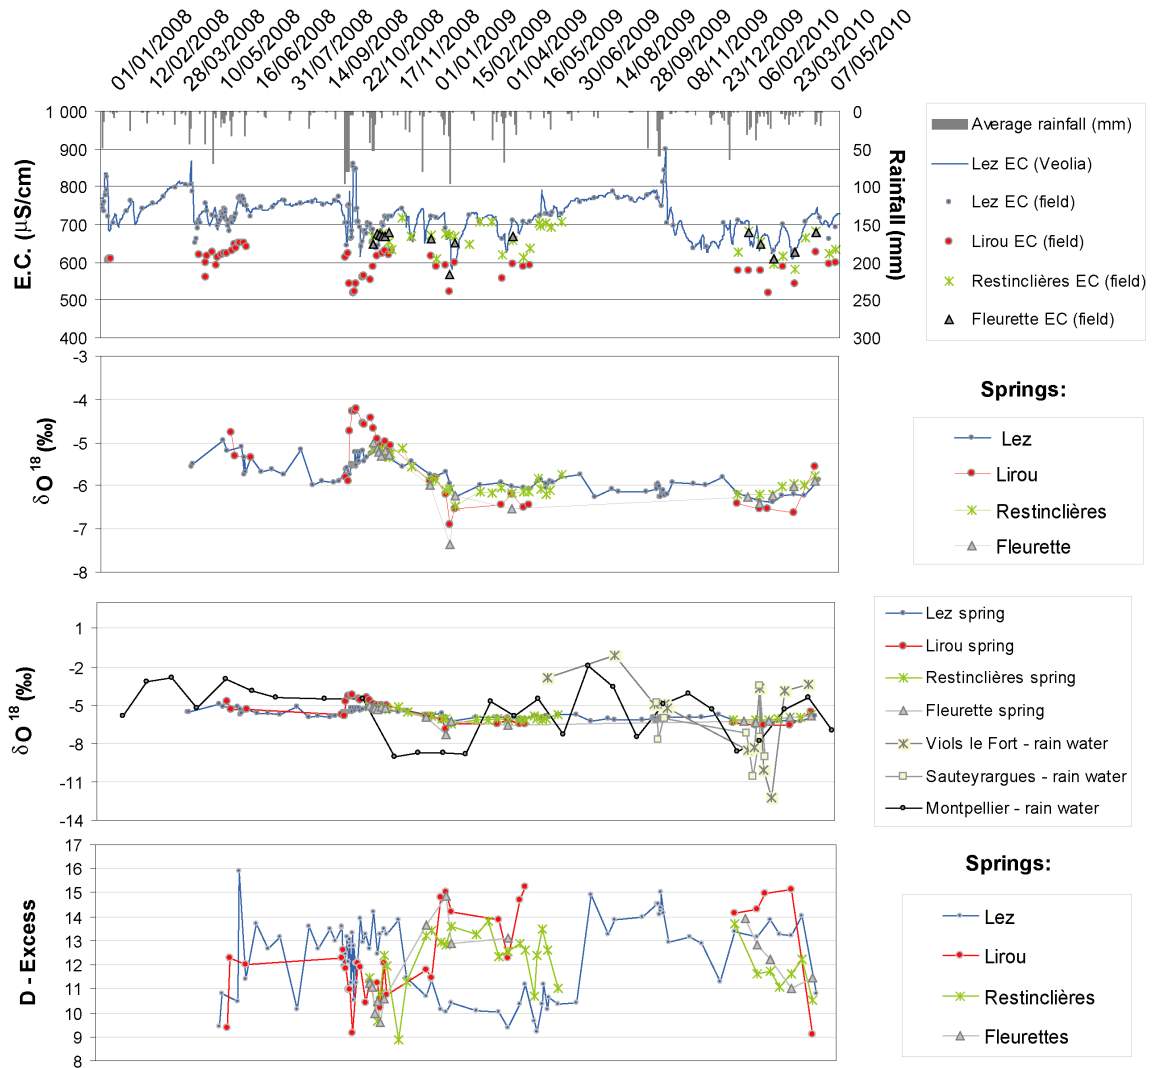 01/01/2008
12/02/2008
28/03/2008
10/05/2008
16/06/2008
31/07/2008
14/09/2008
22/10/2008
17/11/2008
01/01/2009
15/02/2009
01/04/2009
16/05/2009
30/06/2009
14/08/2009
28/09/2009
08/11/2009
23/12/2009
06/02/2010
23/03/2010
07/05/2010
E.C. (μS/cm)
1 000
900
800
700
600
500
400
0
50
100
150
200
250
300
Rainfall (mm)
Average rainfall (mm)
Lez EC (Veolia)
Lez EC (field)
Lirou EC (field)
Restinclières EC (field)
Fleurette EC (field)
δO18 (‰)
-3
-4
-5
-6
-7
-8
Springs:
Lez
Lirou
Restinclières
Fleurette
δO18 (‰)
1
-2
-5
-8
-11
-14
Lez spring
Lirou spring
Restinclières spring
Fleurette spring
Viols le Fort - rain water
Sauteyrargues - rain water
Montpellier - rain water
D - Excess
17
16
15
14
13
12
11
10
9
8
Springs:
Lez
Lirou
Restinclières
Fleurettes